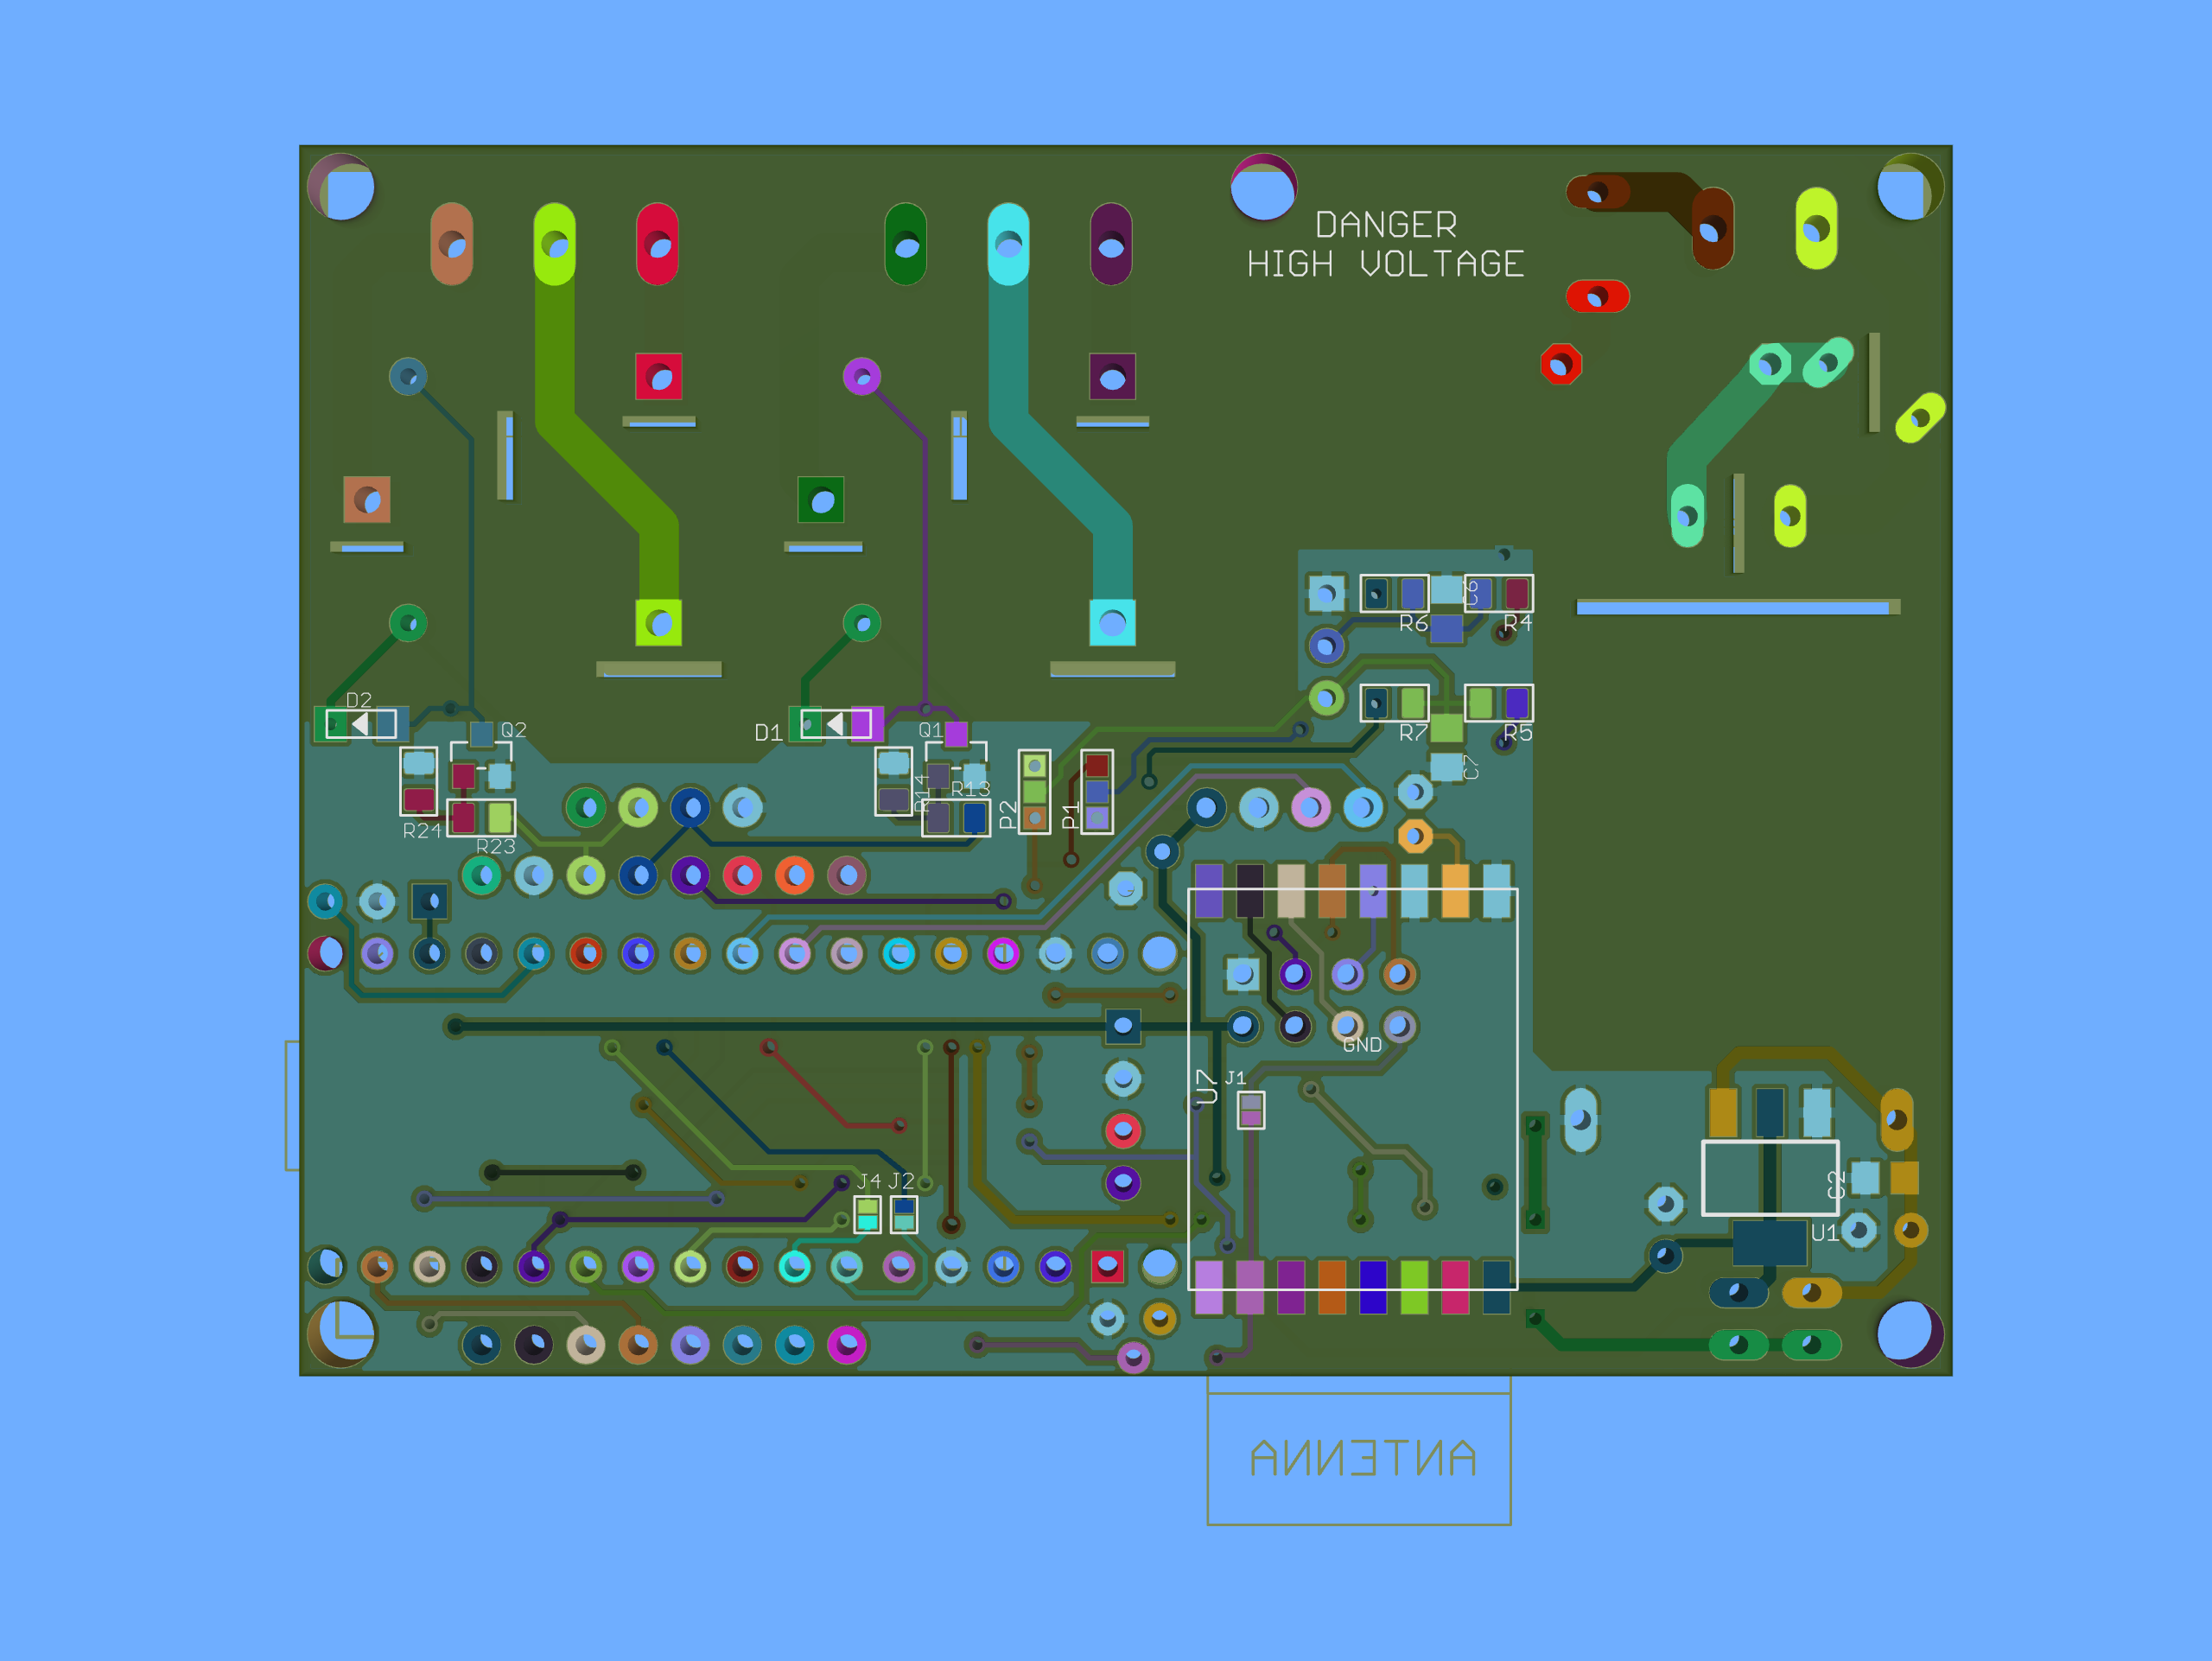 DANGER
HIGH VOLTAGE
C6
R6
R4
D2
Q2
D1
Q1
R7
R5
C7
R14
R13
P2
P1
R24
R23
GND
U7
J1
J4
J2
C2
U1
ANTENNA